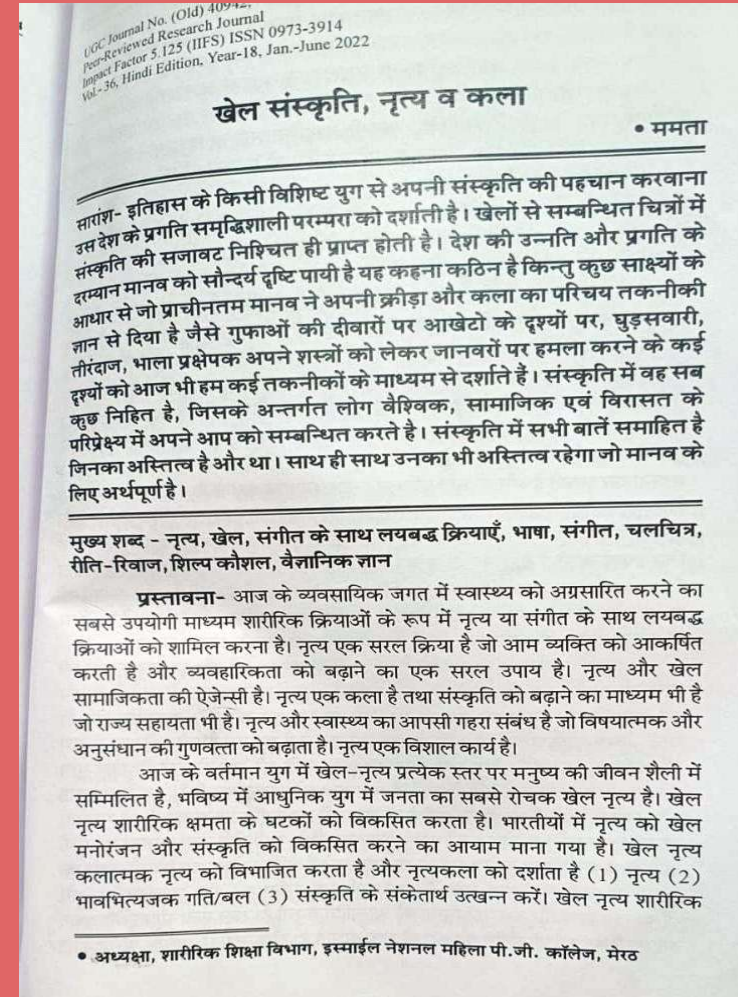 UGC Journal No. (Old) 40942,
Peer-Reviewed Research Journal
Impact Factor 5.125 (IIFS) ISSN 0973-3914
Vol.- 36, Hindi Edition, Year-18, Jan.-June 2022
खेल संस्कृति, नृत्य व कला
• ममता
सारांश- इतिहास के किसी विशिष्ट युग से अपनी संस्कृति की पहचान करवाना
उस देश के प्रगति समृद्धिशाली परम्परा को दर्शाती है। खेलों से सम्बन्धित चित्रों में
संस्कृति की सजावट निश्चित ही प्राप्त होती है। देश की उन्नति और प्रगति के
दरम्यान मानव को सौन्दर्य दृष्टि पायी है यह कहना कठिन है किन्तु कुछ साक्ष्यों के
आधार से जो प्राचीनतम मानव ने अपनी क्रीड़ा और कला का परिचय तकनीकी
ज्ञान से दिया है जैसे गुफाओं की दीवारों पर आखेटो के दृश्यों पर, घुड़सवारी,
तीरंदाज, भाला प्रक्षेपक अपने शस्त्रों को लेकर जानवरों पर हमला करने के कई
दृश्यों को आज भी हम कई तकनीकों के माध्यम से दर्शाते हैं। संस्कृति में वह सब
कुछ निहित है, जिसके अन्तर्गत लोग वैश्विक, सामाजिक एवं विरासत के
परिप्रेक्ष्य में अपने आप को सम्बन्धित करते है। संस्कृति में सभी बातें समाहित है
जिनका अस्तित्व है और था। साथ ही साथ उनका भी अस्तित्व रहेगा जो मानव के
लिए अर्थपूर्ण है।
मुख्य शब्द - नृत्य, खेल, संगीत के साथ लयबद्ध क्रियाएँ, भाषा, संगीत, चलचित्र,
रीति-रिवाज, शिल्प कौशल, वैज्ञानिक ज्ञान
प्रस्तावना- आज के व्यवसायिक जगत में स्वास्थ्य को अग्रसारित करने का
सबसे उपयोगी माध्यम शारीरिक क्रियाओं के रूप में नृत्य या संगीत के साथ लयबद्ध
क्रियाओं को शामिल करना है। नृत्य एक सरल क्रिया है जो आम व्यक्ति को आकर्षित
करती है और व्यवहारिकता को बढ़ाने का एक सरल उपाय है। नृत्य और खेल
सामाजिकता की ऐजेन्सी है। नृत्य एक कला है तथा संस्कृति को बढ़ाने का माध्यम भी है
जो राज्य सहायता भी है। नृत्य और स्वास्थ्य का आपसी गहरा संबंध है जो विषयात्मक और
अनुसंधान की गुणवत्ता को बढ़ाता है। नृत्य एक विशाल कार्य है।
आज के वर्तमान युग में खेल-नृत्य प्रत्येक स्तर पर मनुष्य की जीवन शैली में
सम्मिलित है, भविष्य में आधुनिक युग में जनता का सबसे रोचक खेल नृत्य है। खेल
नृत्य शारीरिक क्षमता के घटकों को विकसित करता है। भारतीयों में नृत्य को खेल
मनोरंजन और संस्कृति को विकसित करने का आयाम माना गया है। खेल नृत्य
कलात्मक नृत्य को विभाजित करता है और नृत्यकला को दर्शाता है (1) नृत्य (2)
भावभित्यजक गति/बल (3) संस्कृति के संकेतार्थ उत्खन्न करें। खेल नृत्य शारीरिक
• अध्यक्षा, शारीरिक शिक्षा विभाग, इस्माईल नेशनल महिला पी.जी. कॉलेज, मेरठ